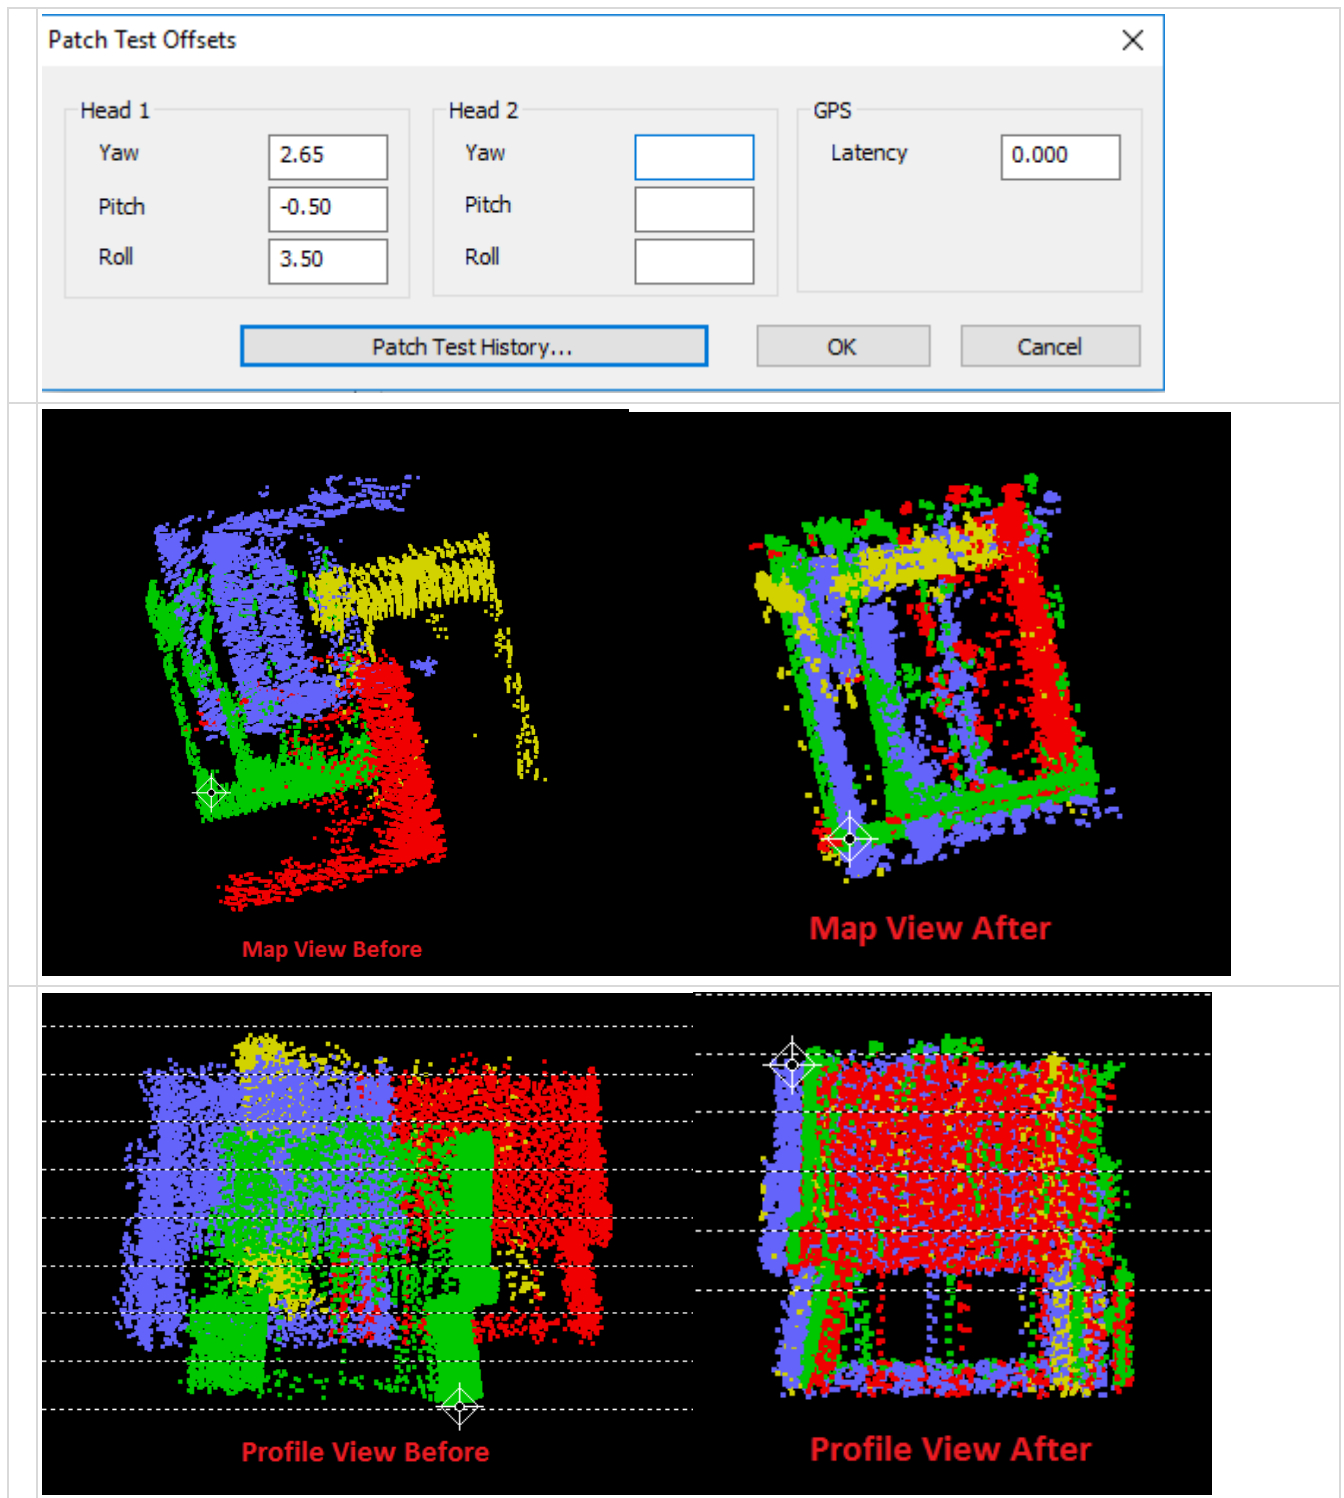 Patch Test Offsets
Head 1
Head 2
GPS
Yaw 2.65
Yaw
Latency 0.000
Pitch -0.50
Pitch
Roll 3.50
Roll
Patch Test History...
OK
Cancel
Map View Before
Map View After
Profile View Before
Profile View After